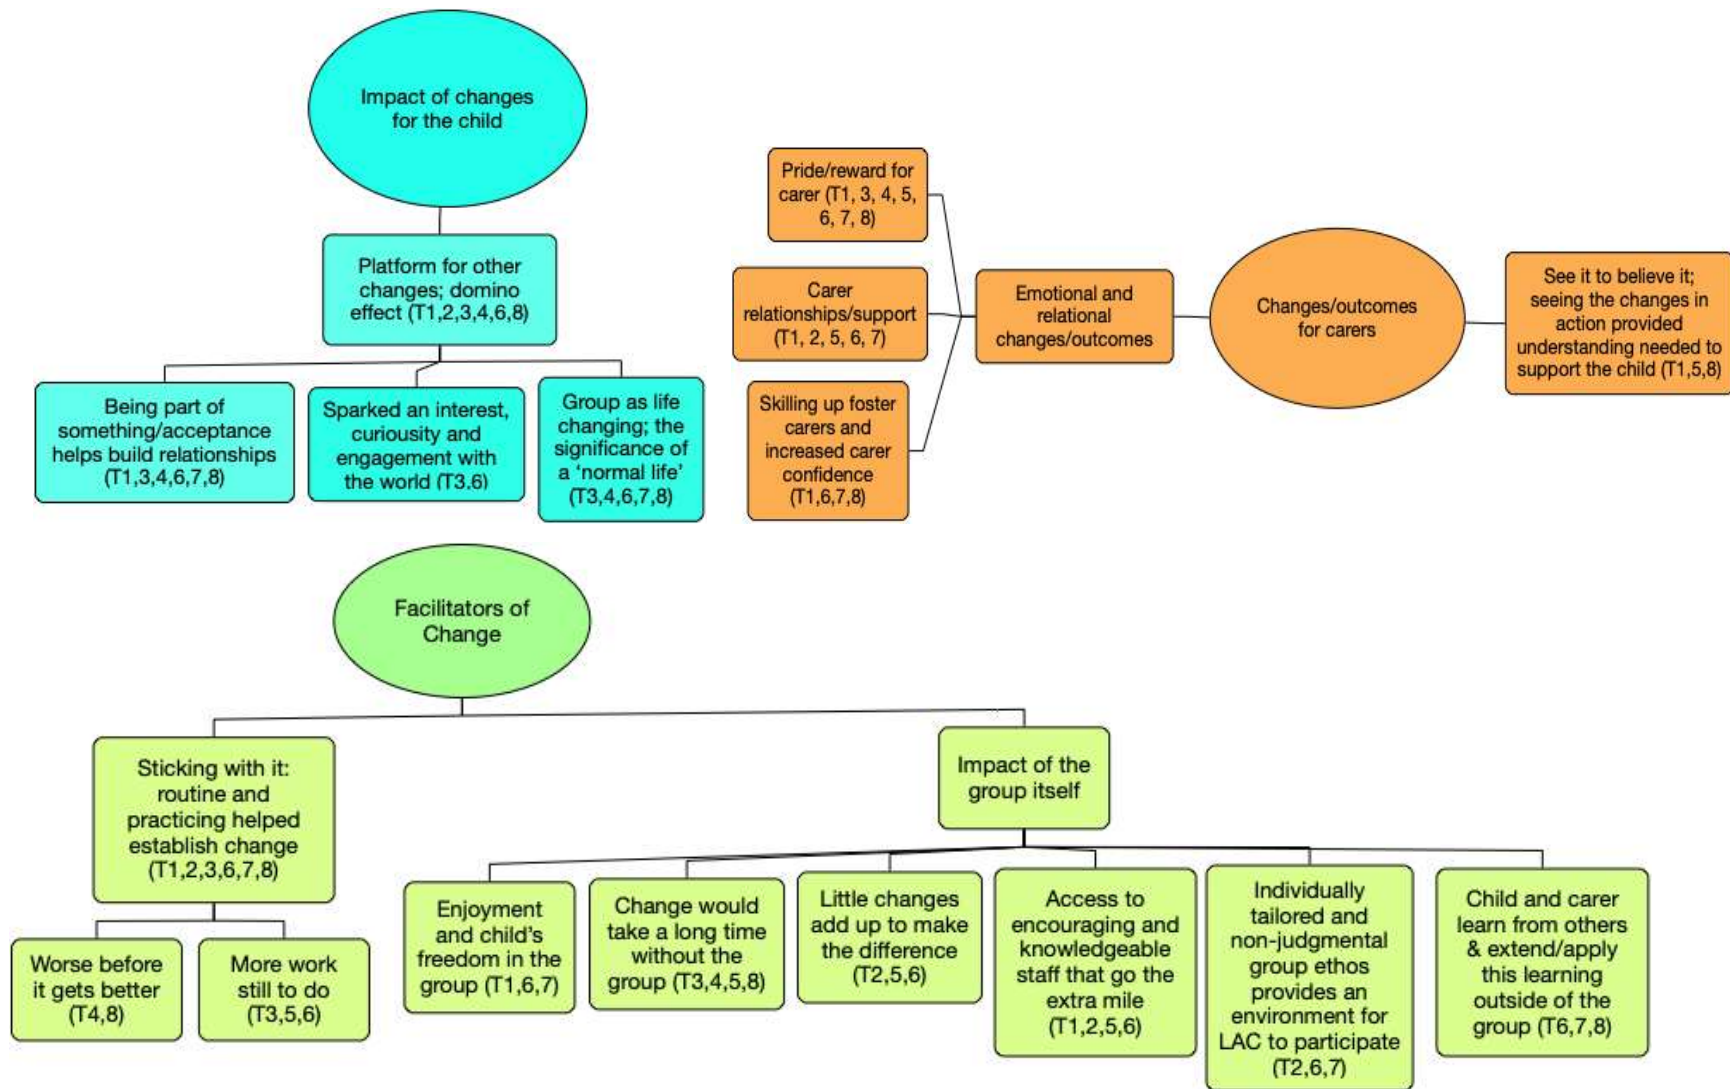 Impact of changes
for the child
Platform for other
changes; domino
effect (T1,2,3,4,6,8)
Being part of
something/acceptance
helps build relationships
(T1,3,4,6,7,8)
Sparked an interest,
curiousity and
engagement with
the world (T3,6)
Group as life
changing; the
significance of
a ‘normal life’
(T3,4,6,7,8)
Pride/reward for
carer (T1, 3, 4, 5,
6, 7, 8)
Carer
relationships/support
(T1, 2, 5, 6, 7)
Skilling up foster
carers and
increased carer
confidence
(T1,6,7,8)
Emotional and
relational
changes/outcomes
Changes/outcomes
for carers
See it to believe it;
seeing the changes in
action provided
understanding needed to
support the child (T1,5,8)
Facilitators of
Change
Sticking with it:
routine and
practicing helped
establish change
(T1,2,3,6,7,8)
Worse before
it gets better
(T4,8)
More work
still to do
(T3,5,6)
Impact of the
group itself
Enjoyment
and child’s
freedom in the
group (T1,6,7)
Change would
take a long time
without the
group (T3,4,5,8)
Little changes
add up to make
the difference
(T2,5,6)
Access to
encouraging and
knowledgeable
staff that go the
extra mile
(T1,2,5,6)
Individually
tailored and
non-judgmental
group ethos
provides an
environment for
LAC to participate
(T2,6,7)
Child and carer
learn from others
& extend/apply
this learning
outside of the
group (T6,7,8)